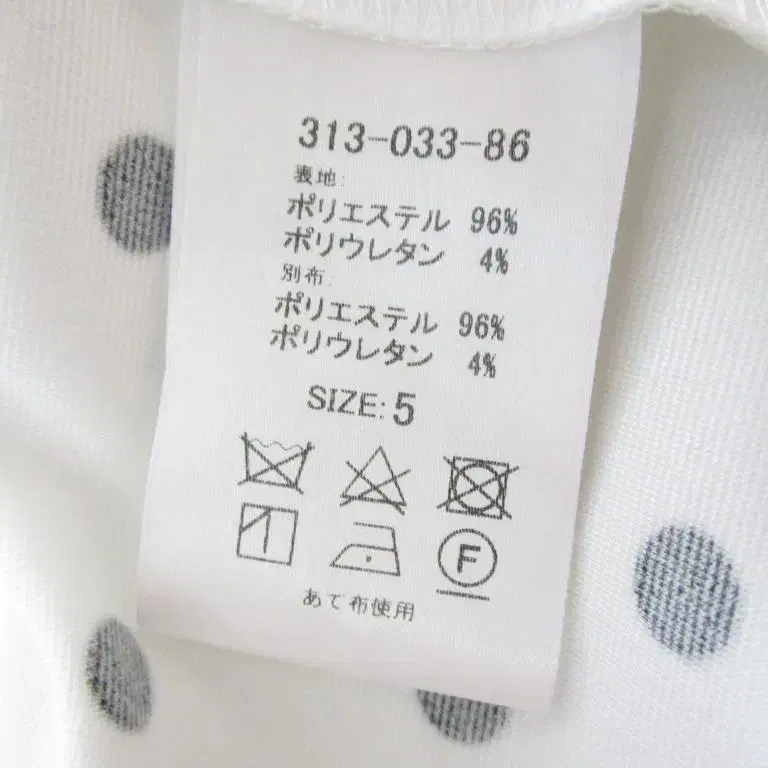 313-033-86
表地:
ポリエステル 96%
ポリウレタン 4%
別布:
ポリエステル 96%
ポリウレタン 4%
SIZE: 5
F
あて布使用